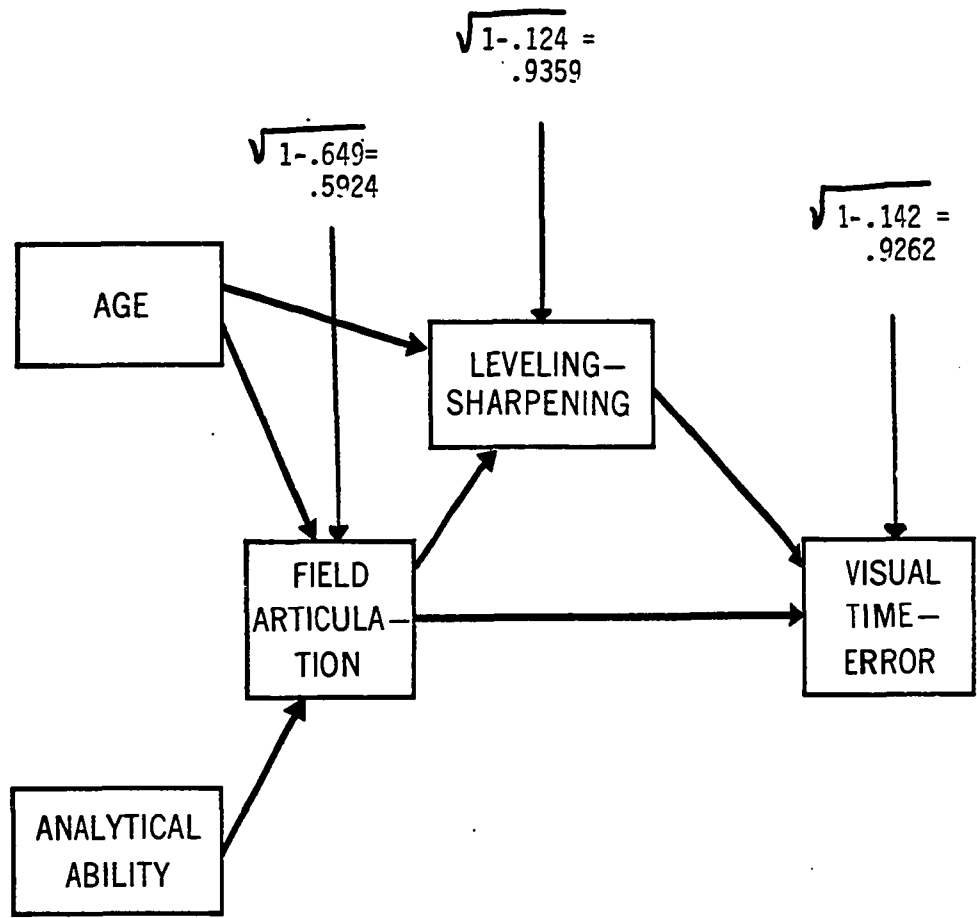 √1-.124 =
.9359
√1-.649=
.5924
√1-.142 =
.9262
AGE
LEVELING—
SHARPENING
FIELD
ARTICULA—
TION
VISUAL
TIME—
ERROR
ANALYTICAL
ABILITY